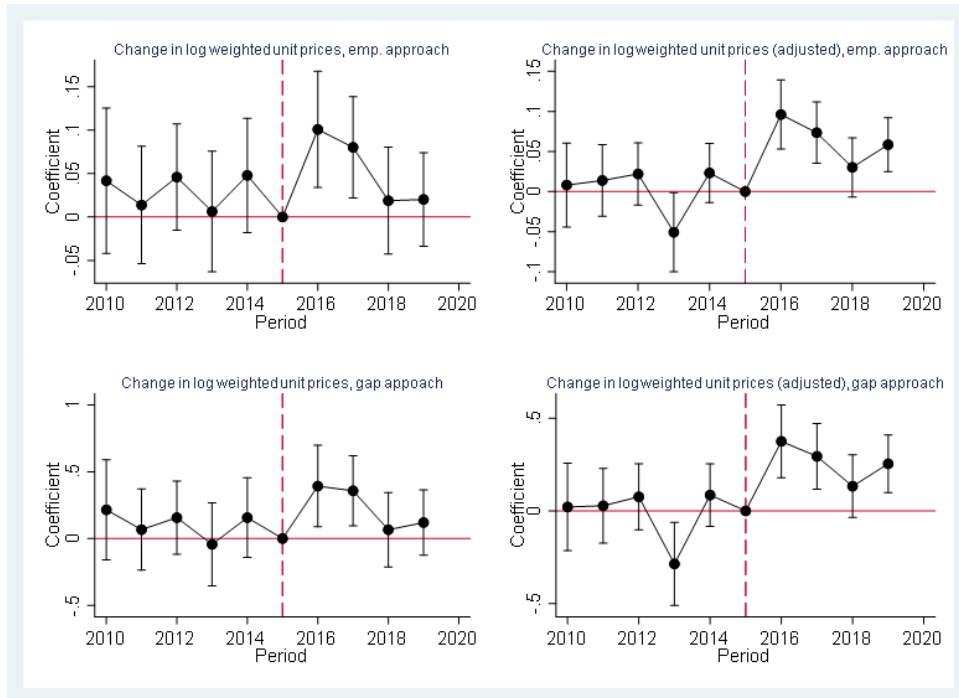 Change in log weighted unit prices, emp. approach
Coefficient
-.05 0 .05 .1 .15
2010 2012 2014 2016 2018 2020
Period
Change in log weighted unit prices (adjusted), emp. approach
Coefficient
-.1 -.05 0 .05 .1 .15
2010 2012 2014 2016 2018 2020
Period
Change in log weighted unit prices, gap appoach
Coefficient
-.5 0 .5 1
2010 2012 2014 2016 2018 2020
Period
Change in log weighted unit prices (adjusted), gap approach
Coefficient
-.5 0 .5
2010 2012 2014 2016 2018 2020
Period